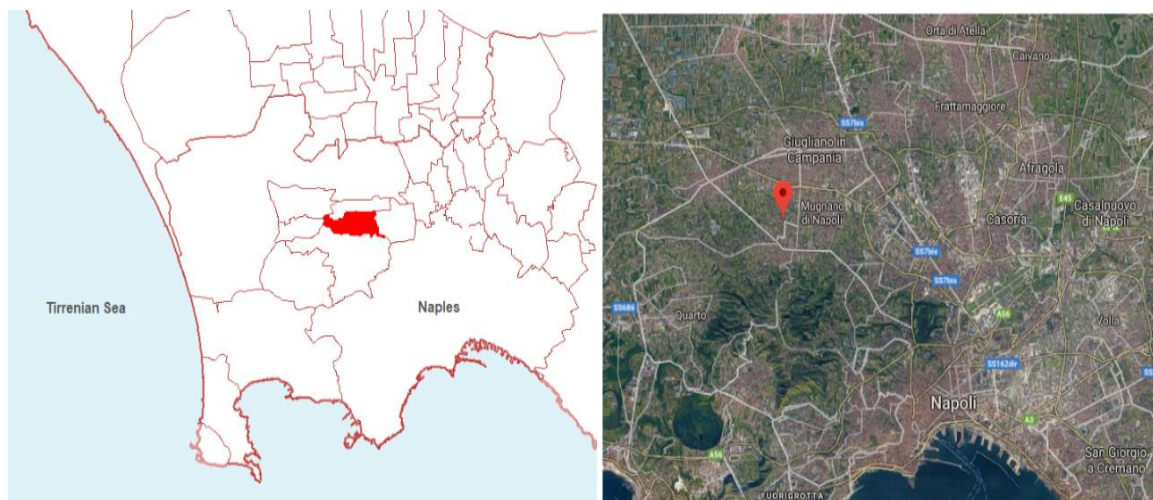 Tirrenian Sea
Naples
Orta di Atella
Caivano
Frattamaggiore
SS7bis
Giugliano in
Campania
Afragola
E45
Mugnano
di Napoli
Casoria
Casalnuovo
di Napoli
SS7bis
SS7bis
SS686
Quarto
A56
Volla
SS162dir
Napoli
A3
A56
San Giorgio
a Cremano
FUORIGROTTA